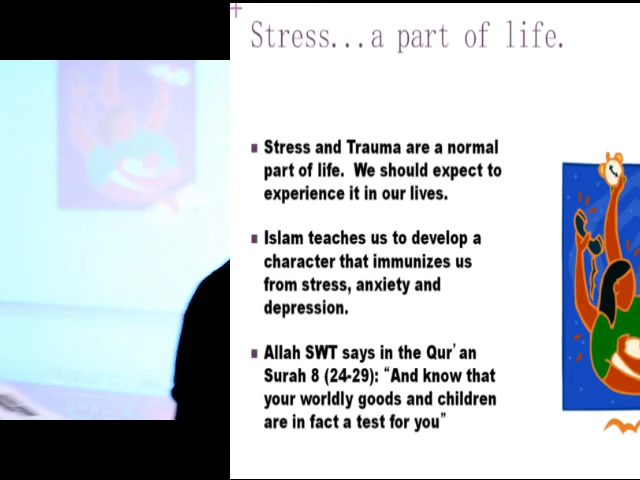 Stress...a part of life.
Stress and Trauma are a normal
part of life. We should expect to
experience it in our lives.
Islam teaches us to develop a
character that immunizes us
from stress, anxiety and
depression.
Allah SWT says in the Qur’an
Surah 8 (24-29): “And know that
your worldly goods and children
are in fact a test for you”